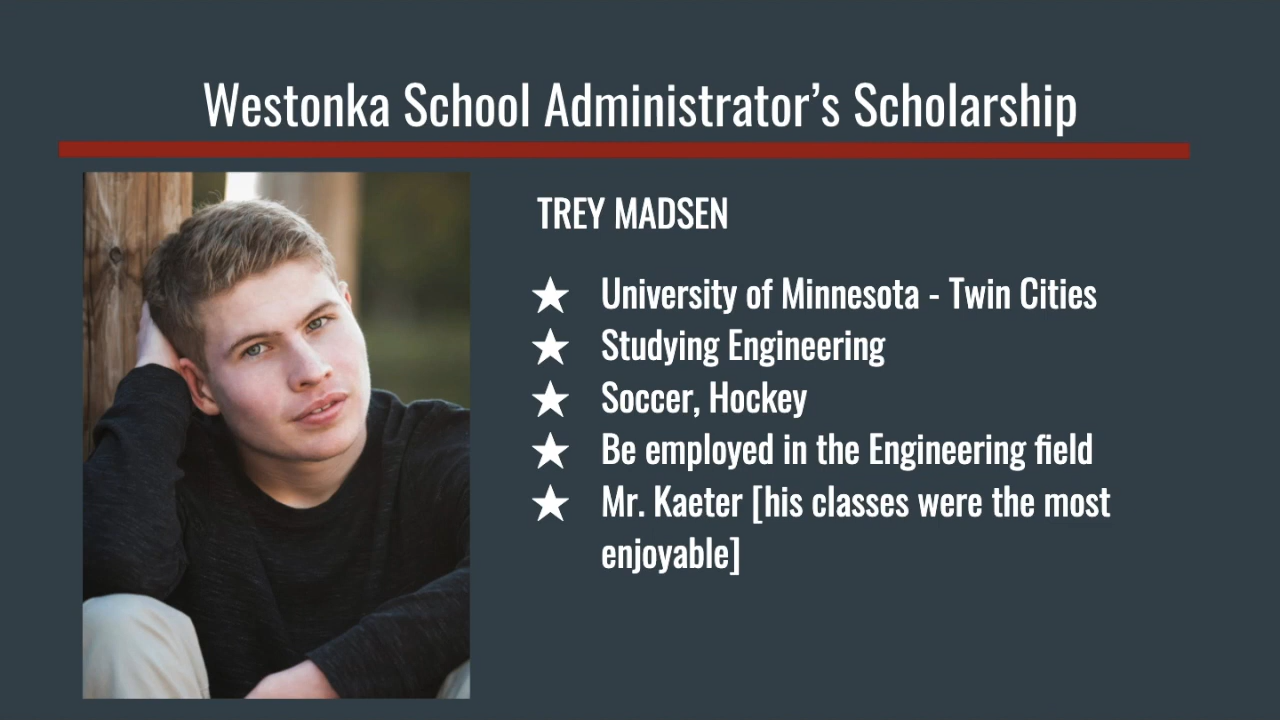 Westonka School Administrator’s Scholarship
TREY MADSEN
★ University of Minnesota - Twin Cities
★ Studying Engineering
★ Soccer, Hockey
★ Be employed in the Engineering field
★ Mr. Kaeter [his classes were the most
enjoyable]